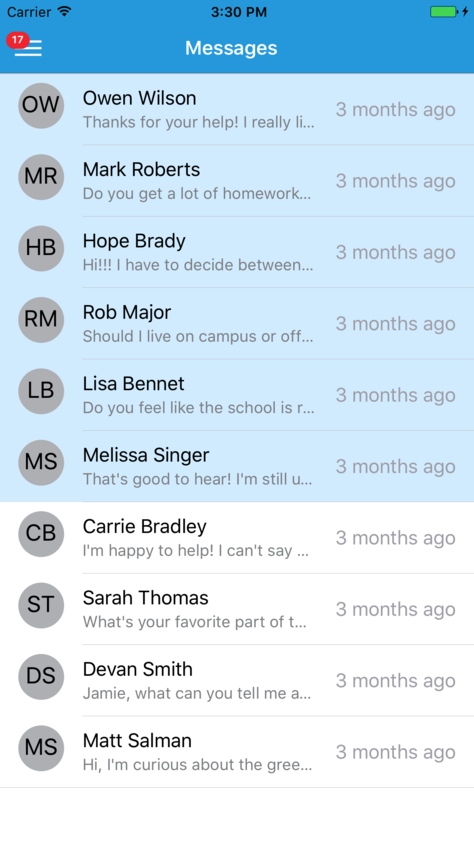 Carrier 3:30 PM
17 Messages
OW Owen Wilson 3 months ago
Thanks for your help! I really li...
MR Mark Roberts 3 months ago
Do you get a lot of homework...
HB Hope Brady 3 months ago
Hi!!! I have to decide between...
RM Rob Major 3 months ago
Should I live on campus or off...
LB Lisa Bennet 3 months ago
Do you feel like the school is r...
MS Melissa Singer 3 months ago
That's good to hear! I'm still u...
CB Carrie Bradley 3 months ago
I'm happy to help! I can't say ...
ST Sarah Thomas 3 months ago
What's your favorite part of t...
DS Devan Smith 3 months ago
Jamie, what can you tell me a...
MS Matt Salman 3 months ago
Hi, I'm curious about the gree...